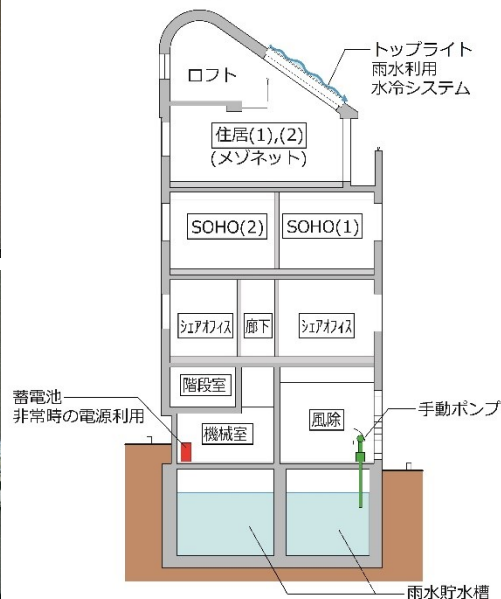 トップライト
雨水利用
水冷システム
ロフト
住居(1),(2)
(メゾネット)
SOHO(2)
SOHO(1)
シェアオフィス
廊下
シェアオフィス
階段室
蓄電池
非常時の電源利用
機械室
風除
手動ポンプ
雨水貯水槽